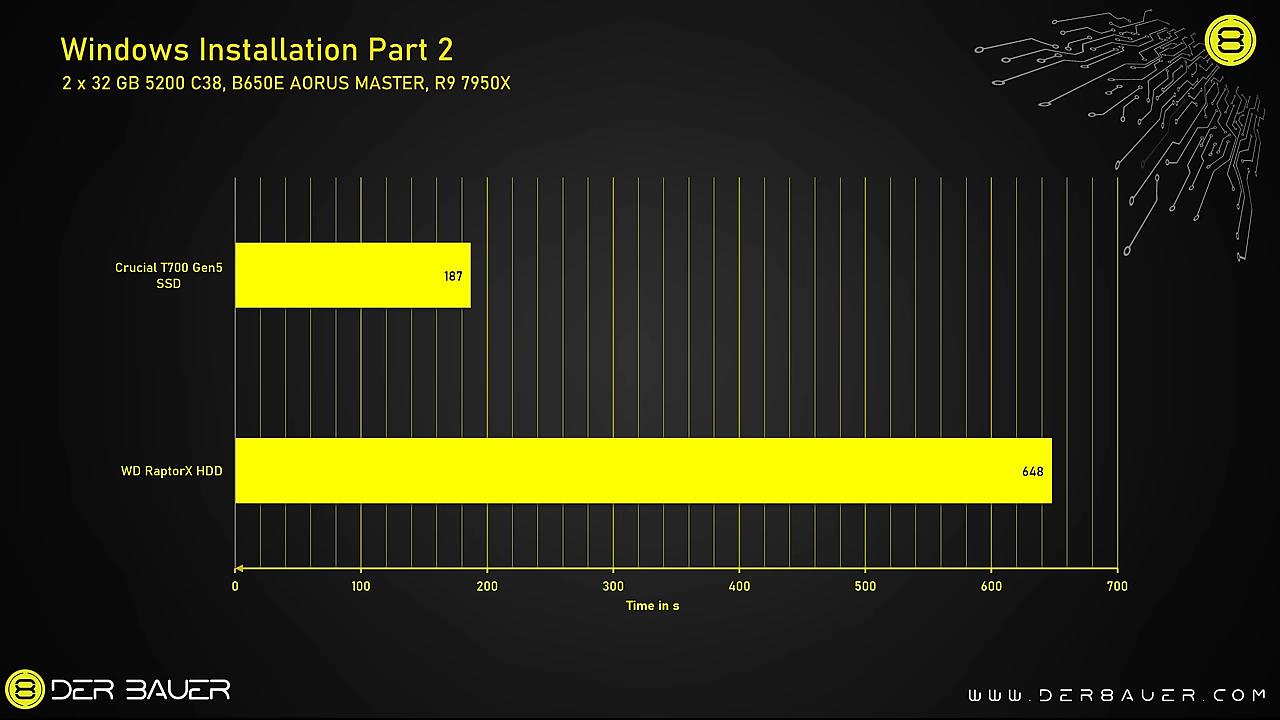 Windows Installation Part 2
2 x 32 GB 5200 C38, B650E AORUS MASTER, R9 7950X
8
Crucial T700 Gen5
SSD
187
WD RaptorX HDD
648
0 100 200 300 400 500 600 700
Time in s
8 DER BAUER
WWW.DER8AUER.COM